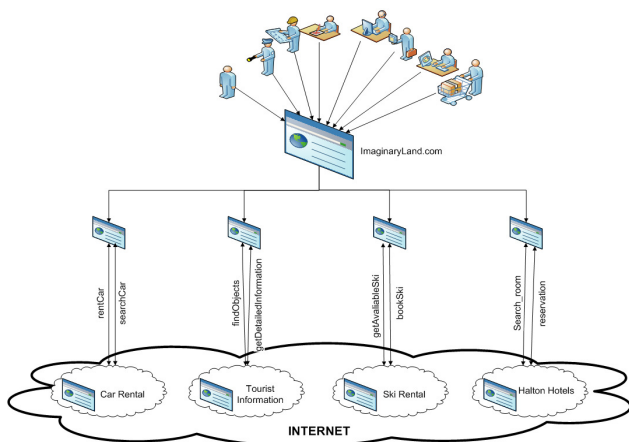 ImaginaryLand.com
rentCar
searchCar
findObjects
getDetailedInformation
getAvaliableSki
bookSki
Search_room
reservation
Car Rental
Tourist
Information
Ski Rental
Halton Hotels
INTERNET